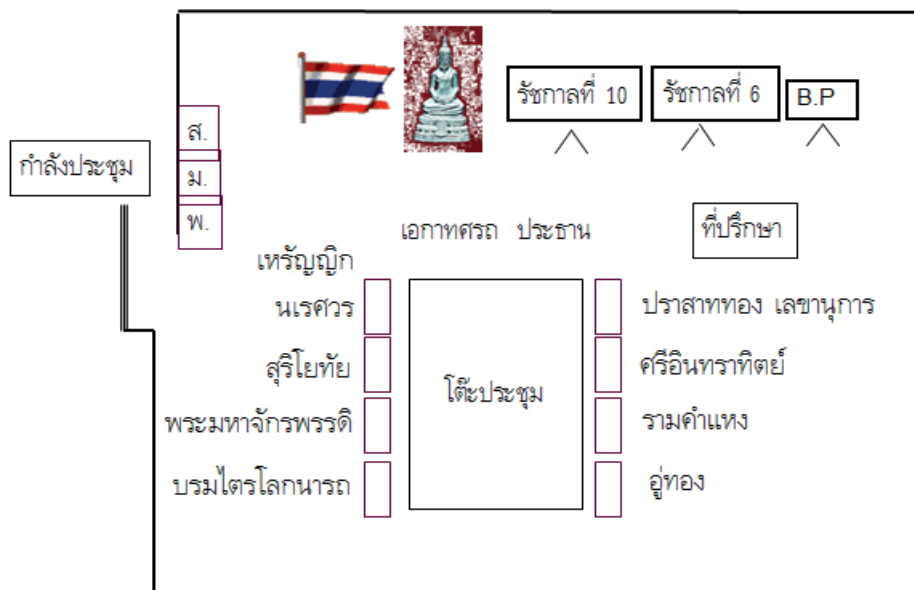 รัชกาลที่ 10
รัชกาลที่ 6
B.P
ส.
ม.
พ.
กำลังประชุม
เอกาทศรถ ประธาน
ที่ปรึกษา
เหรัญญิก
นเรศวร
สุริโยทัย
พระมหาจักรพรรดิ
บรมไตรโลกนารถ
โต๊ะประชุม
ปราสาททอง เลขานุการ
ศรีอินทราทิตย์
รามคำแหง
อู่ทอง